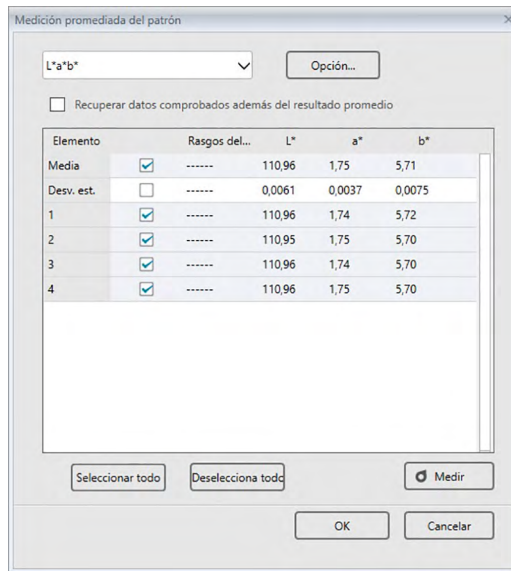 Medición promediada del patrón
L*a*b*
Opción...
Recuperar datos comprobados además del resultado promedio
Elemento Rasgos del... L* a* b*
Media ------ 110,96 1,75 5,71
Desv. est. ------ 0,0061 0,0037 0,0075
1 ------ 110,96 1,74 5,72
2 ------ 110,95 1,75 5,70
3 ------ 110,96 1,74 5,70
4 ------ 110,96 1,75 5,70
Seleccionar todo Deselecciona todo Medir
OK Cancelar